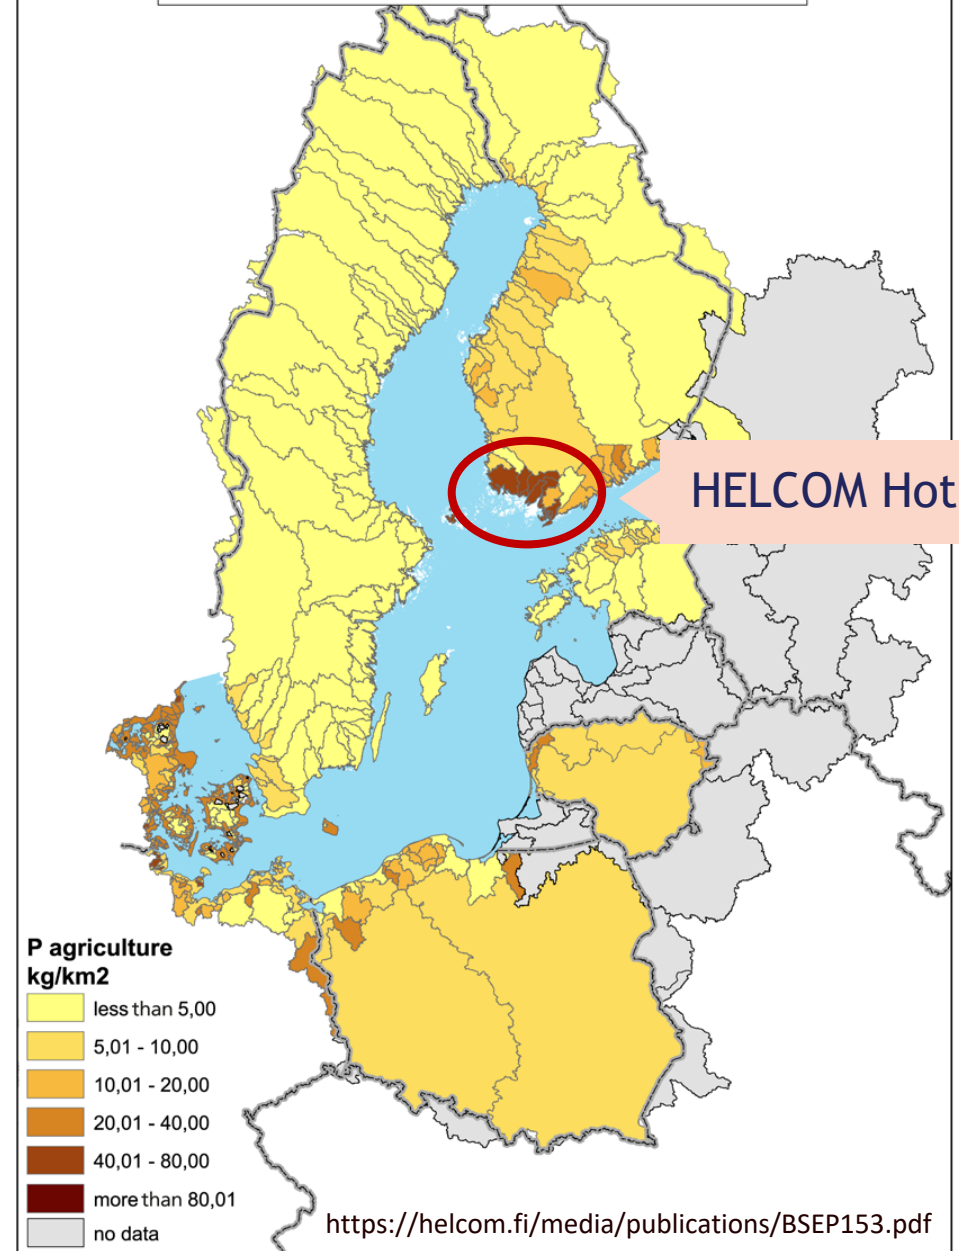 HELCOM Hot
P agriculture
kg/km2
less than 5,00
5,01 - 10,00
10,01 - 20,00
20,01 - 40,00
40,01 - 80,00
more than 80,01
no data
https://helcom.fi/media/publications/BSEP153.pdf